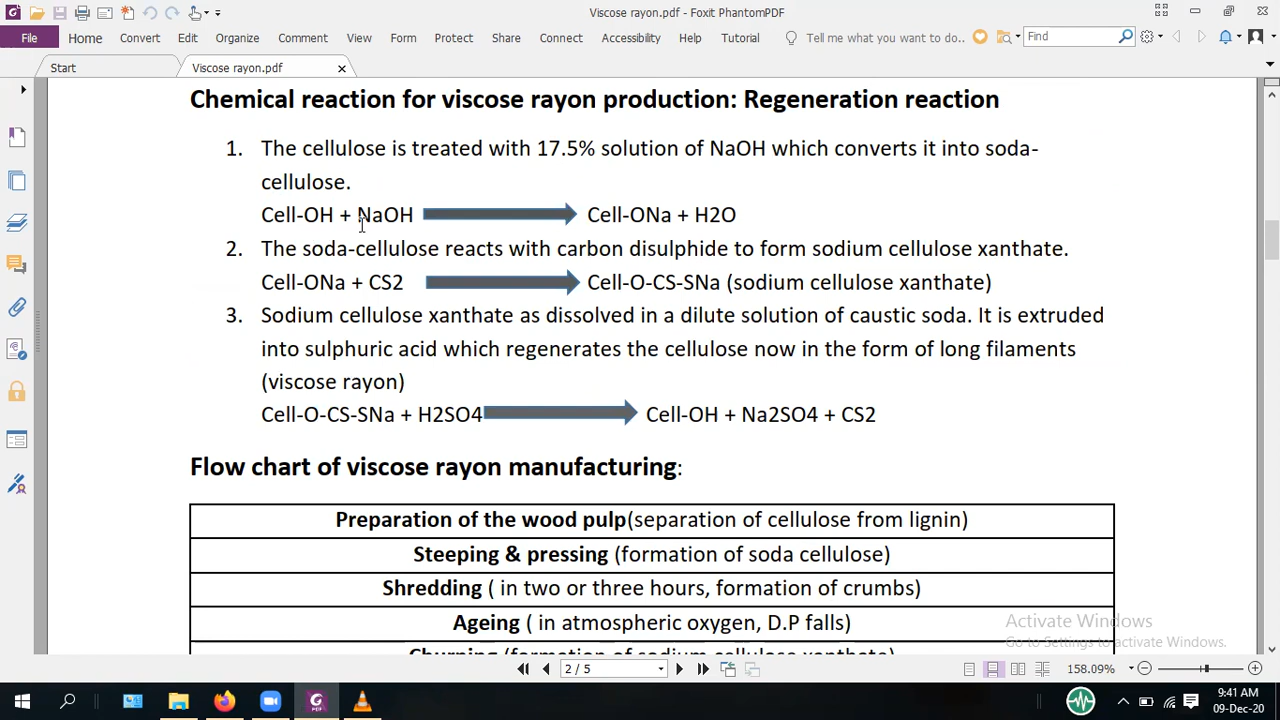 Viscose rayon.pdf - Foxit PhantomPDF
File Home Convert Edit Organize Comment View Form Protect Share Connect Accessibility Help Tutorial Tell me what you want to do.. Find
Start Viscose rayon.pdf
Chemical reaction for viscose rayon production: Regeneration reaction
1. The cellulose is treated with 17.5% solution of NaOH which converts it into soda-
cellulose.
Cell-OH + NaOH Cell-ONa + H2O
2. The soda-cellulose reacts with carbon disulphide to form sodium cellulose xanthate.
Cell-ONa + CS2 Cell-O-CS-SNa (sodium cellulose xanthate)
3. Sodium cellulose xanthate as dissolved in a dilute solution of caustic soda. It is extruded
into sulphuric acid which regenerates the cellulose now in the form of long filaments
(viscose rayon)
Cell-O-CS-SNa + H2SO4 Cell-OH + Na2SO4 + CS2
Flow chart of viscose rayon manufacturing:
Preparation of the wood pulp(separation of cellulose from lignin)
Steeping & pressing (formation of soda cellulose)
Shredding ( in two or three hours, formation of crumbs)
Ageing ( in atmospheric oxygen, D.P falls)
Churning (formation of sodium cellulose xanthate)
Activate Windows
Go to Settings to activate Windows.
2 / 5 158.09%
9:41 AM
09-Dec-20